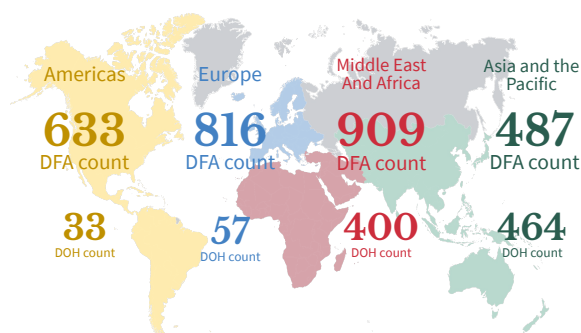 Americas
633
DFA count
33
DOH count
Europe
816
DFA count
57
DOH count
Middle East
And Africa
909
DFA count
400
DOH count
Asia and the
Pacific
487
DFA count
464
DOH count